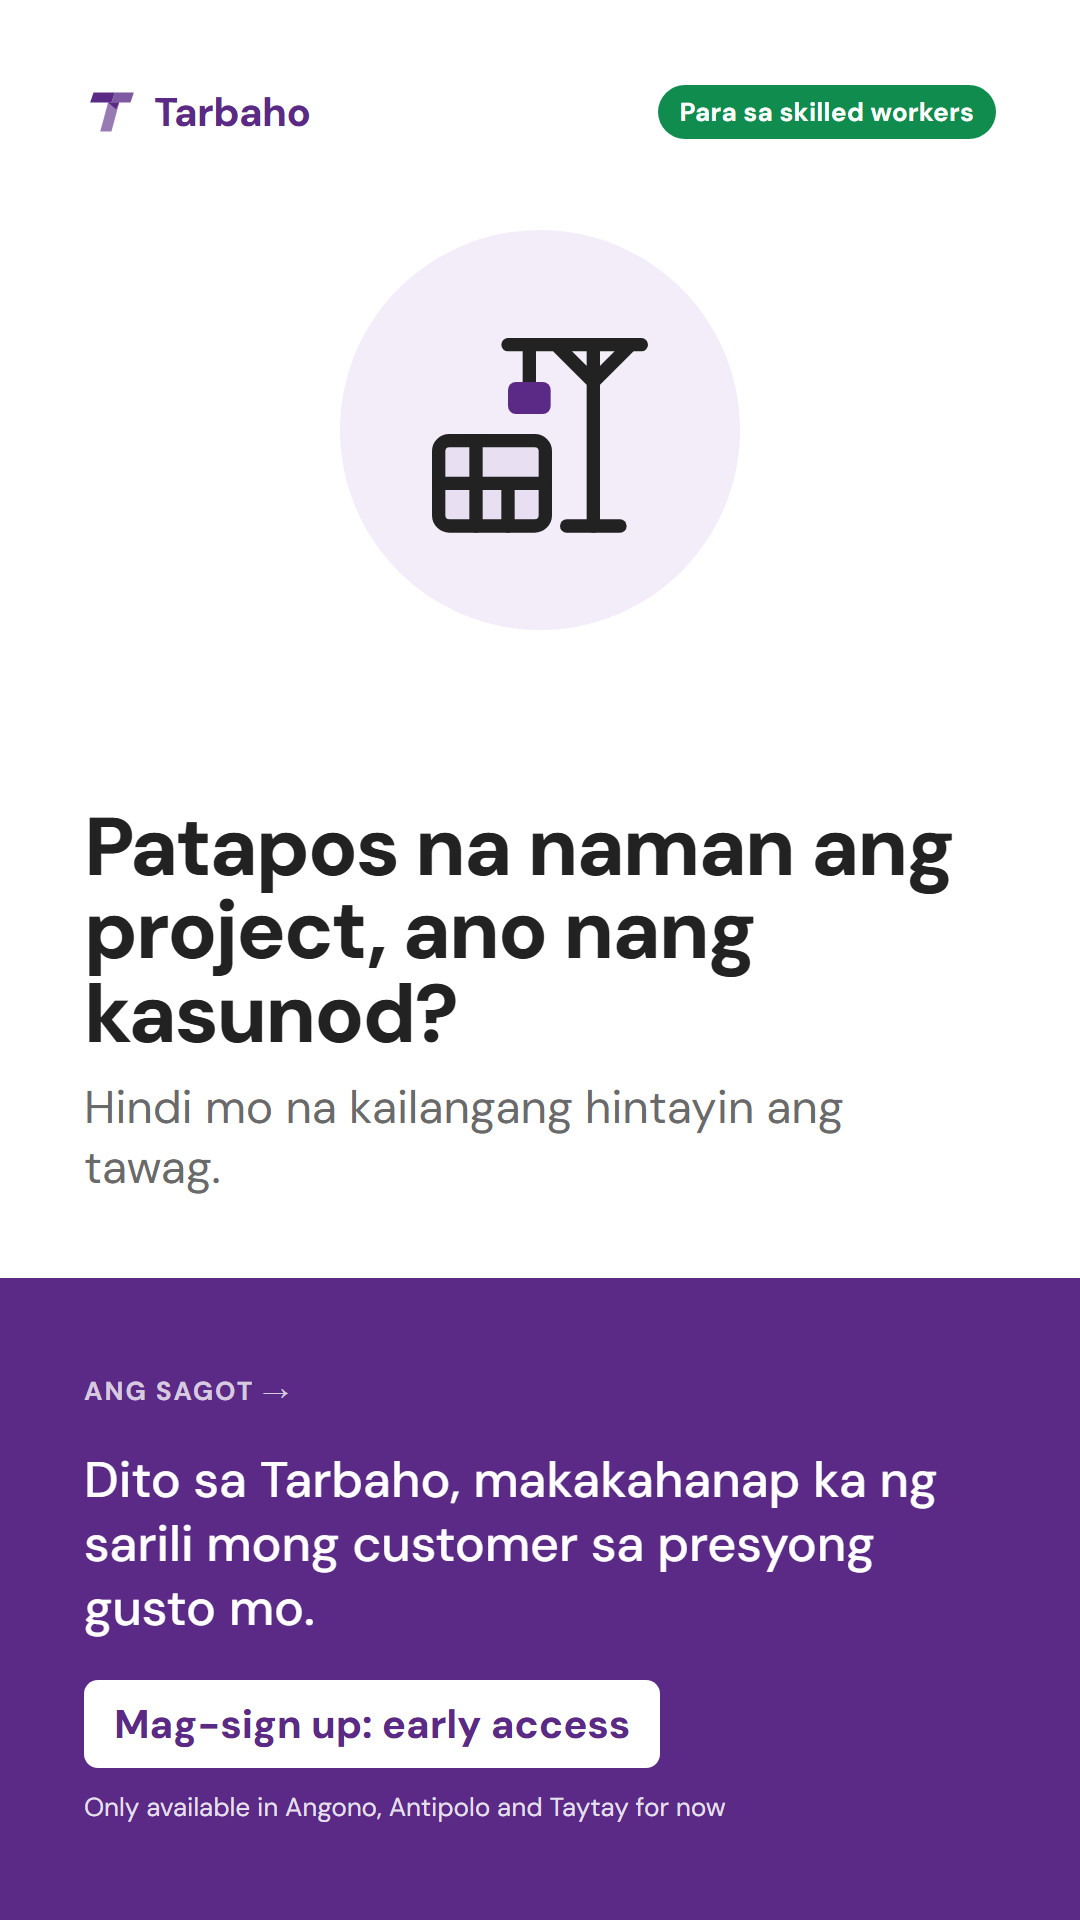 Tarbaho
Para sa skilled workers
Patapos na naman ang
project, ano nang
kasunod?
Hindi mo na kailangang hintayin ang
tawag.
ANG SAGOT →
Dito sa Tarbaho, makakahanap ka ng
sarili mong customer sa presyong
gusto mo.
Mag-sign up: early access
Only available in Angono, Antipolo and Taytay for now